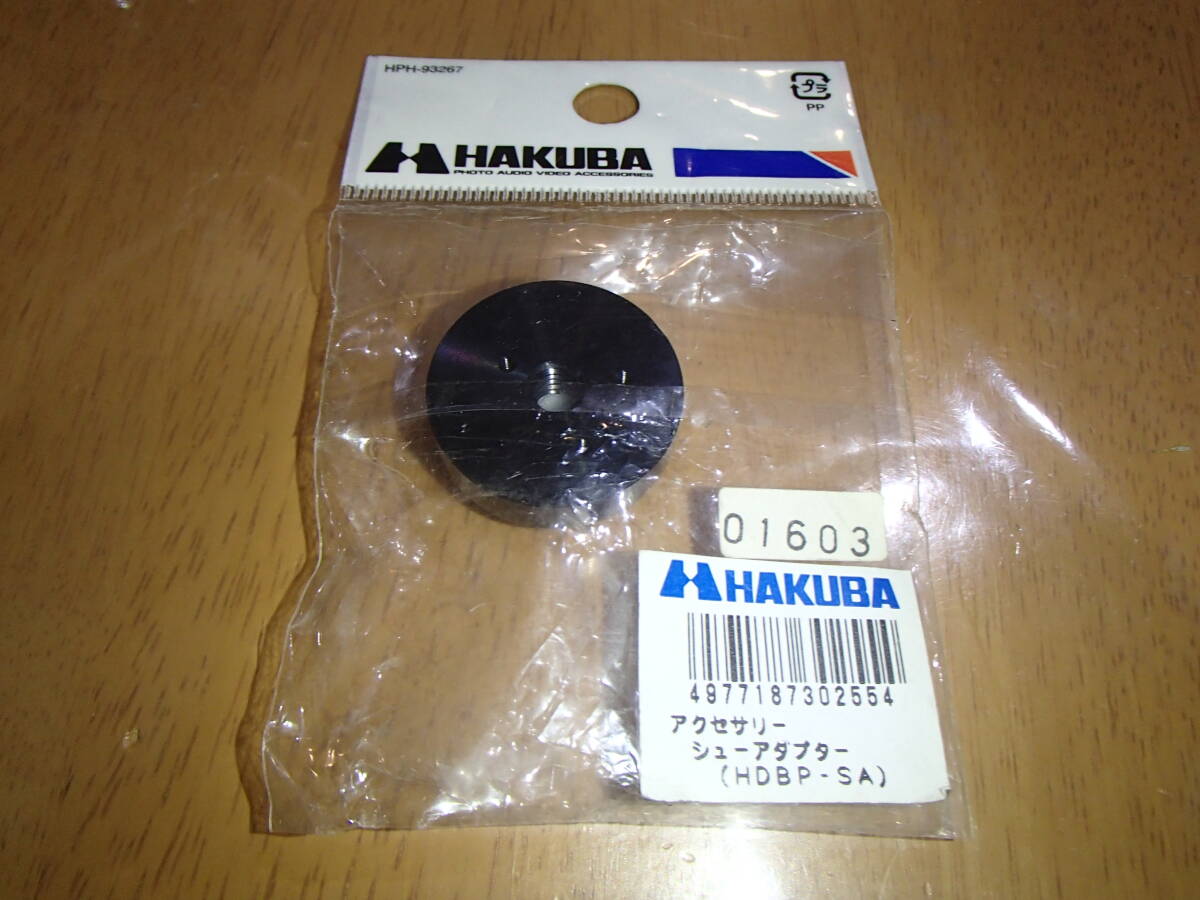 HPH-93267
プラ
PP
HAKUBA
PHOTO AUDIO VIDEO ACCESSORIES
01603
HAKUBA
4977187302554
アクセサリー
シューアダプター
(HDBP-SA)